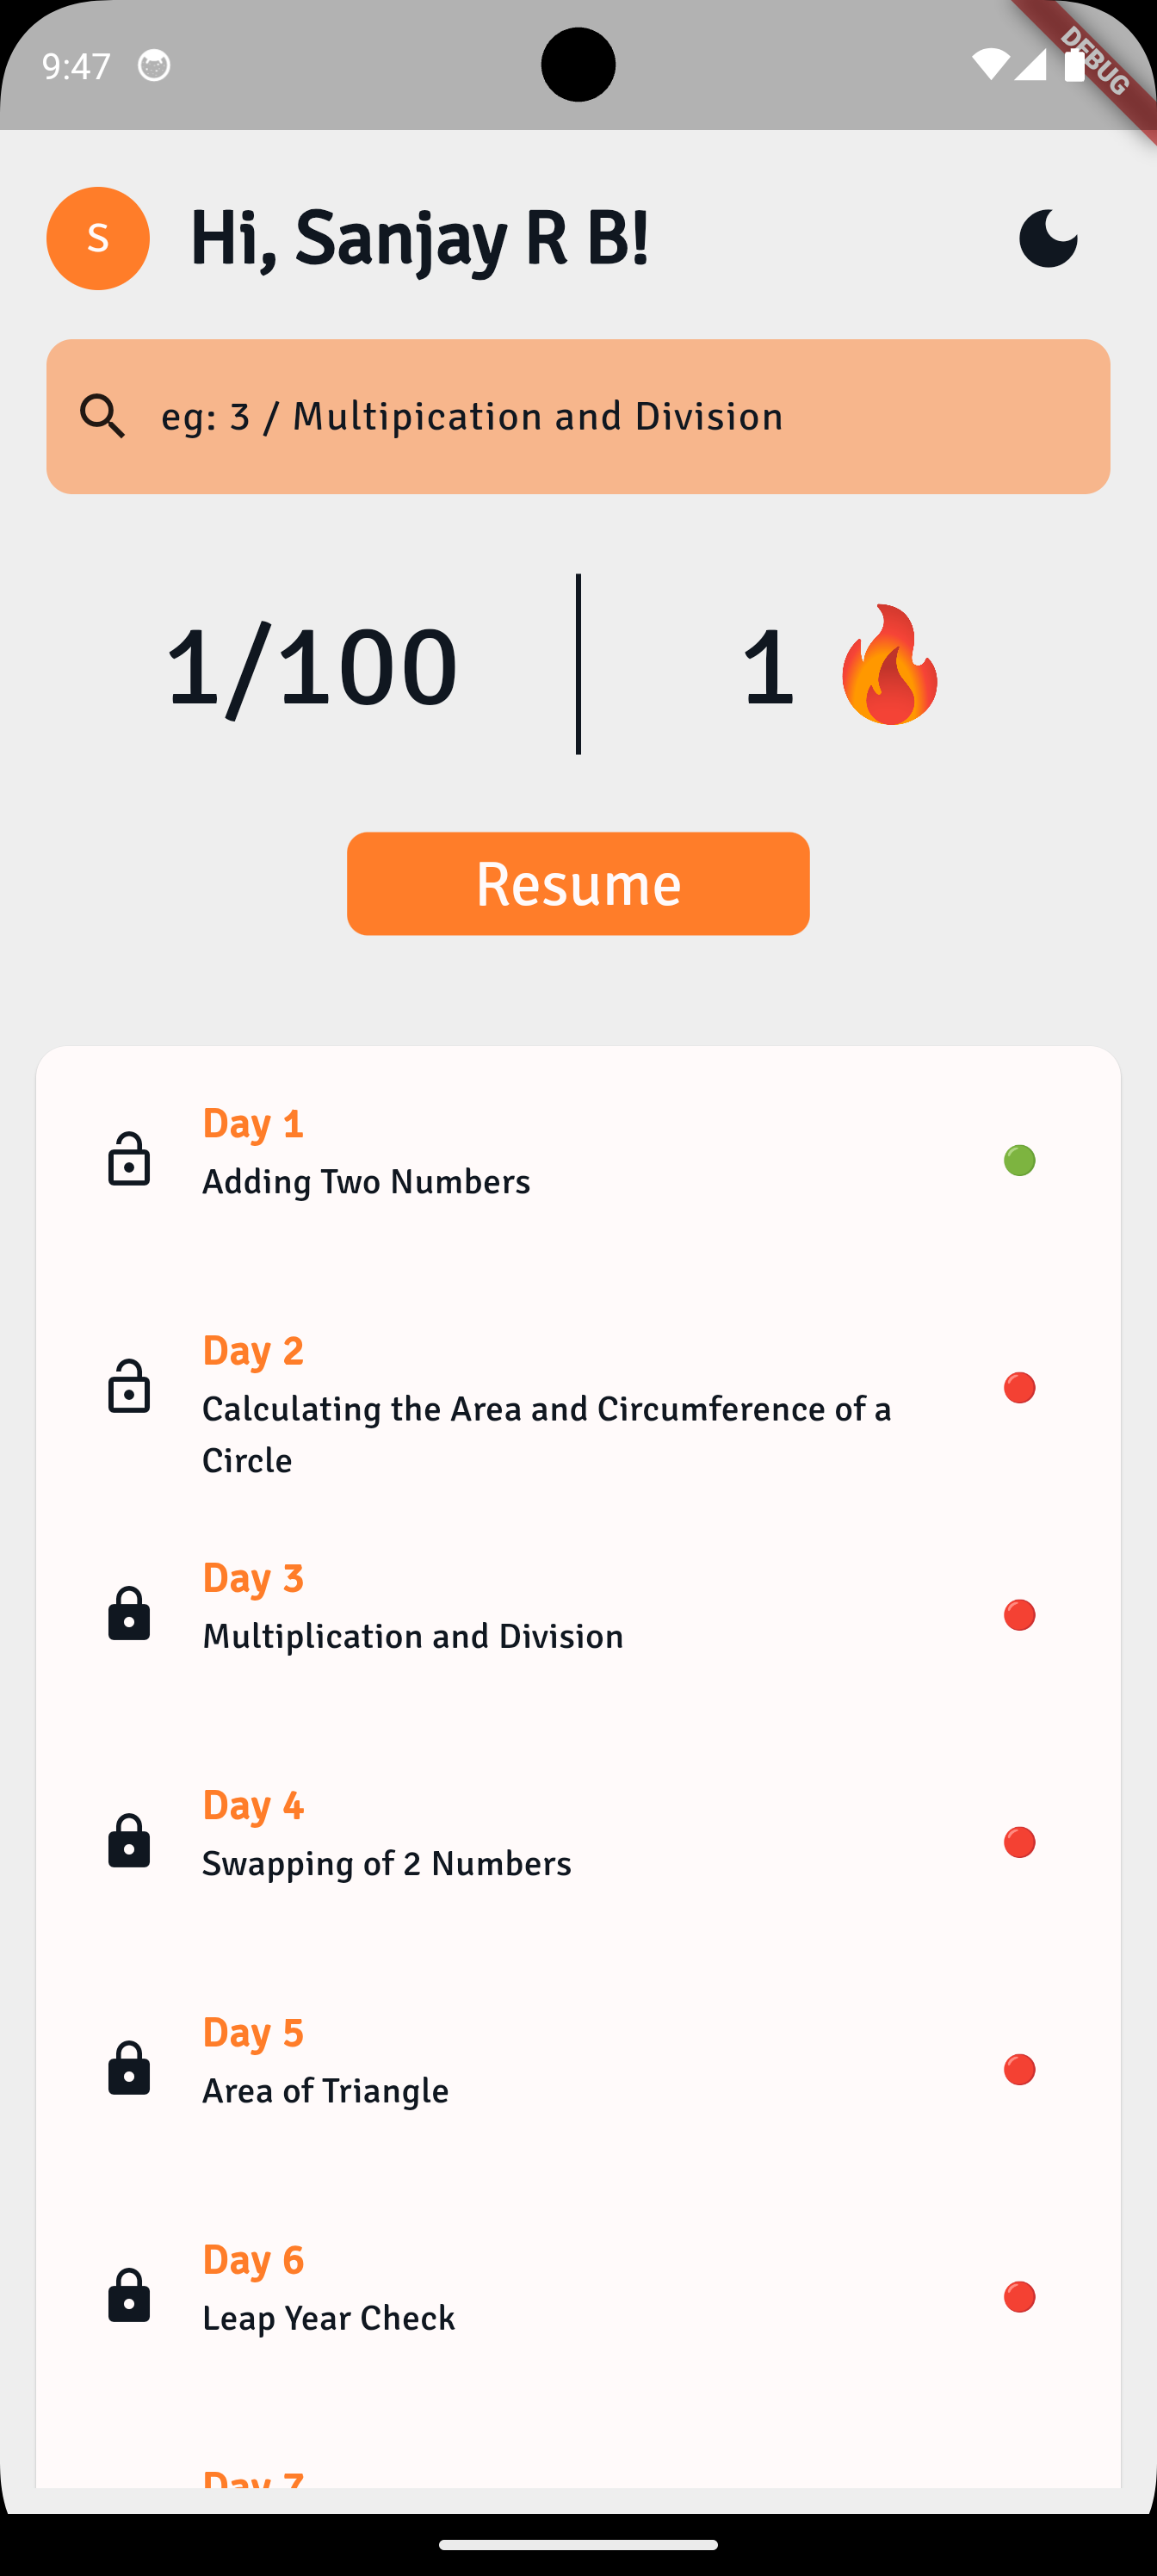 9:47
DEBUG
S
Hi, Sanjay R B!
eg: 3 / Multipication and Division
1/100
1 🔥
Resume
Day 1
Adding Two Numbers
Day 2
Calculating the Area and Circumference of a
Circle
Day 3
Multiplication and Division
Day 4
Swapping of 2 Numbers
Day 5
Area of Triangle
Day 6
Leap Year Check
Day 7